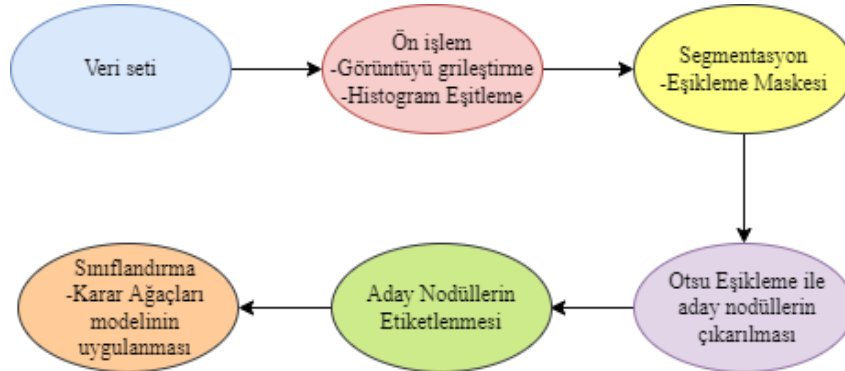 Veri seti
Ön işlem
-Görüntüyü grileştirme
-Histogram Eşitleme
Segmentasyon
-Eşikleme Maskesi
Otsu Eşikleme ile
aday nodüllerin
çıkarılması
Aday Nodüllerin
Etiketlenmesi
Sınıflandırma
-Karar Ağaçları
modelinin
uygulanması